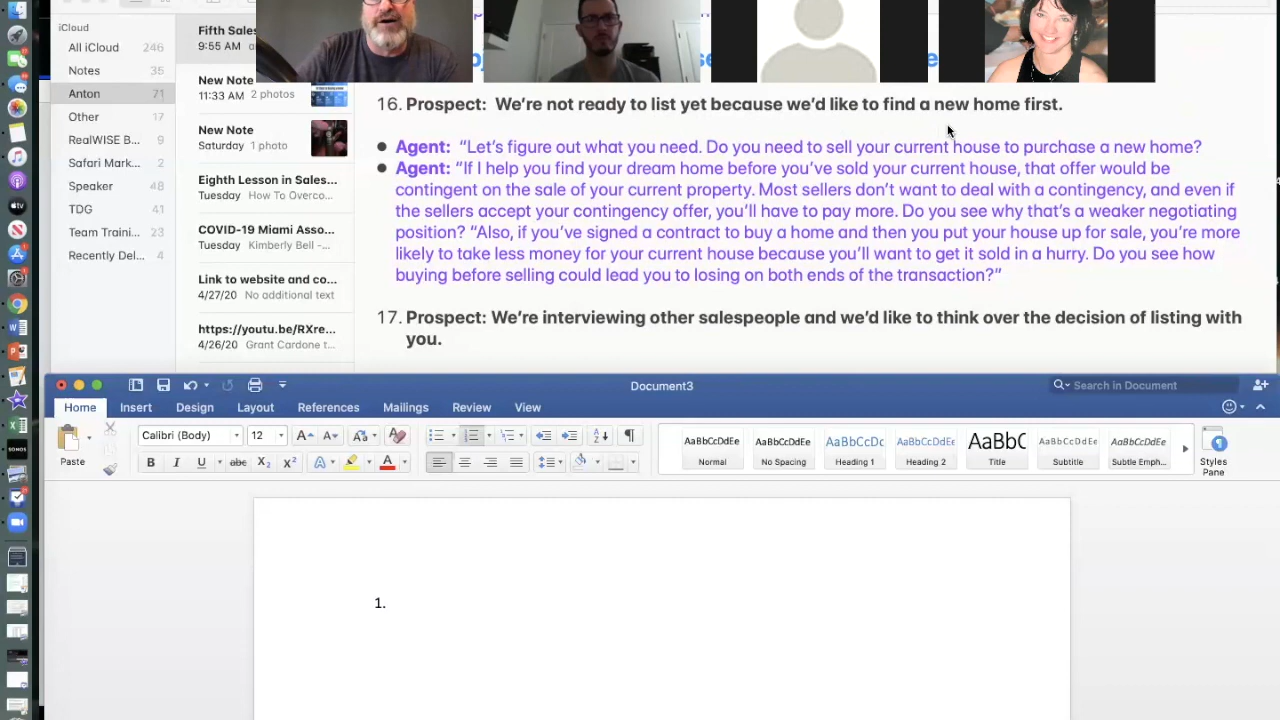 iCloud
All iCloud 246
Notes 35
Anton 71
Other 17
RealWISE B... 9
Safari Mark... 2
Speaker 48
TDG 41
Team Traini... 23
Recently Del... 4
Fifth Sales
9:55 AM
New Note
11:33 AM 2 photos
New Note
Saturday 1 photo
Eighth Lesson in Sales...
Tuesday How To Overco...
COVID-19 Miami Asso...
Tuesday Kimberly Bell -...
Link to website and co...
4/27/20 No additional text
https://youtu.be/RXre...
4/26/20 Grant Cardone t...
16. Prospect: We’re not ready to list yet because we’d like to find a new home first.
● Agent: “Let’s figure out what you need. Do you need to sell your current house to purchase a new home?
● Agent: “If I help you find your dream home before you’ve sold your current house, that offer would be
contingent on the sale of your current property. Most sellers don’t want to deal with a contingency, and even if
the sellers accept your contingency offer, you’ll have to pay more. Do you see why that’s a weaker negotiating
position? “Also, if you’ve signed a contract to buy a home and then you put your house up for sale, you’re more
likely to take less money for your current house because you’ll want to get it sold in a hurry. Do you see how
buying before selling could lead you to losing on both ends of the transaction?”
17. Prospect: We’re interviewing other salespeople and we’d like to think over the decision of listing with
you.
Document3
Search in Document
Home Insert Design Layout References Mailings Review View
Paste
Calibri (Body) 12
AaBbCcDdEe AaBbCcDdEe AaBbCcDc AaBbCcDdEe AaBbC AaBbCcDdEe AaBbCcDdEe
Normal No Spacing Heading 1 Heading 2 Title Subtitle Subtle Emph...
Styles
Pane
1.